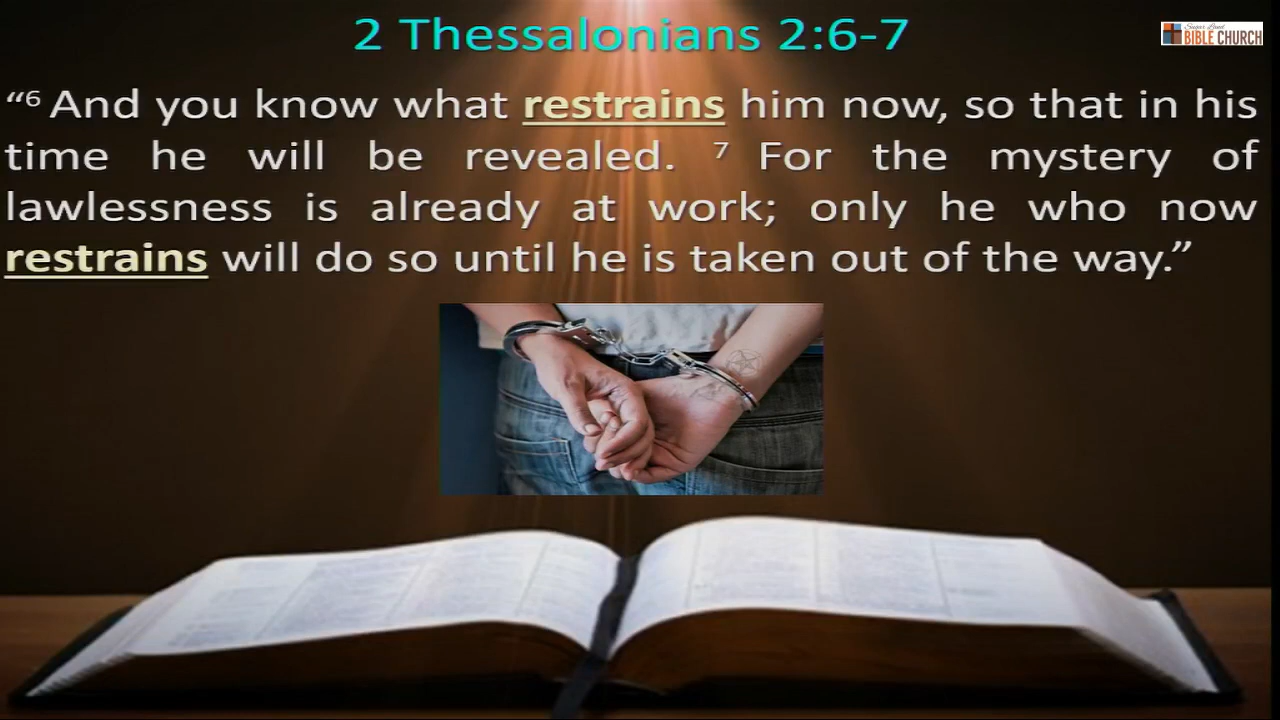 2 Thessalonians 2:6-7
Sugar Land
BIBLE CHURCH
“⁶ And you know what restrains him now, so that in his
time he will be revealed. ⁷ For the mystery of
lawlessness is already at work; only he who now
restrains will do so until he is taken out of the way.”